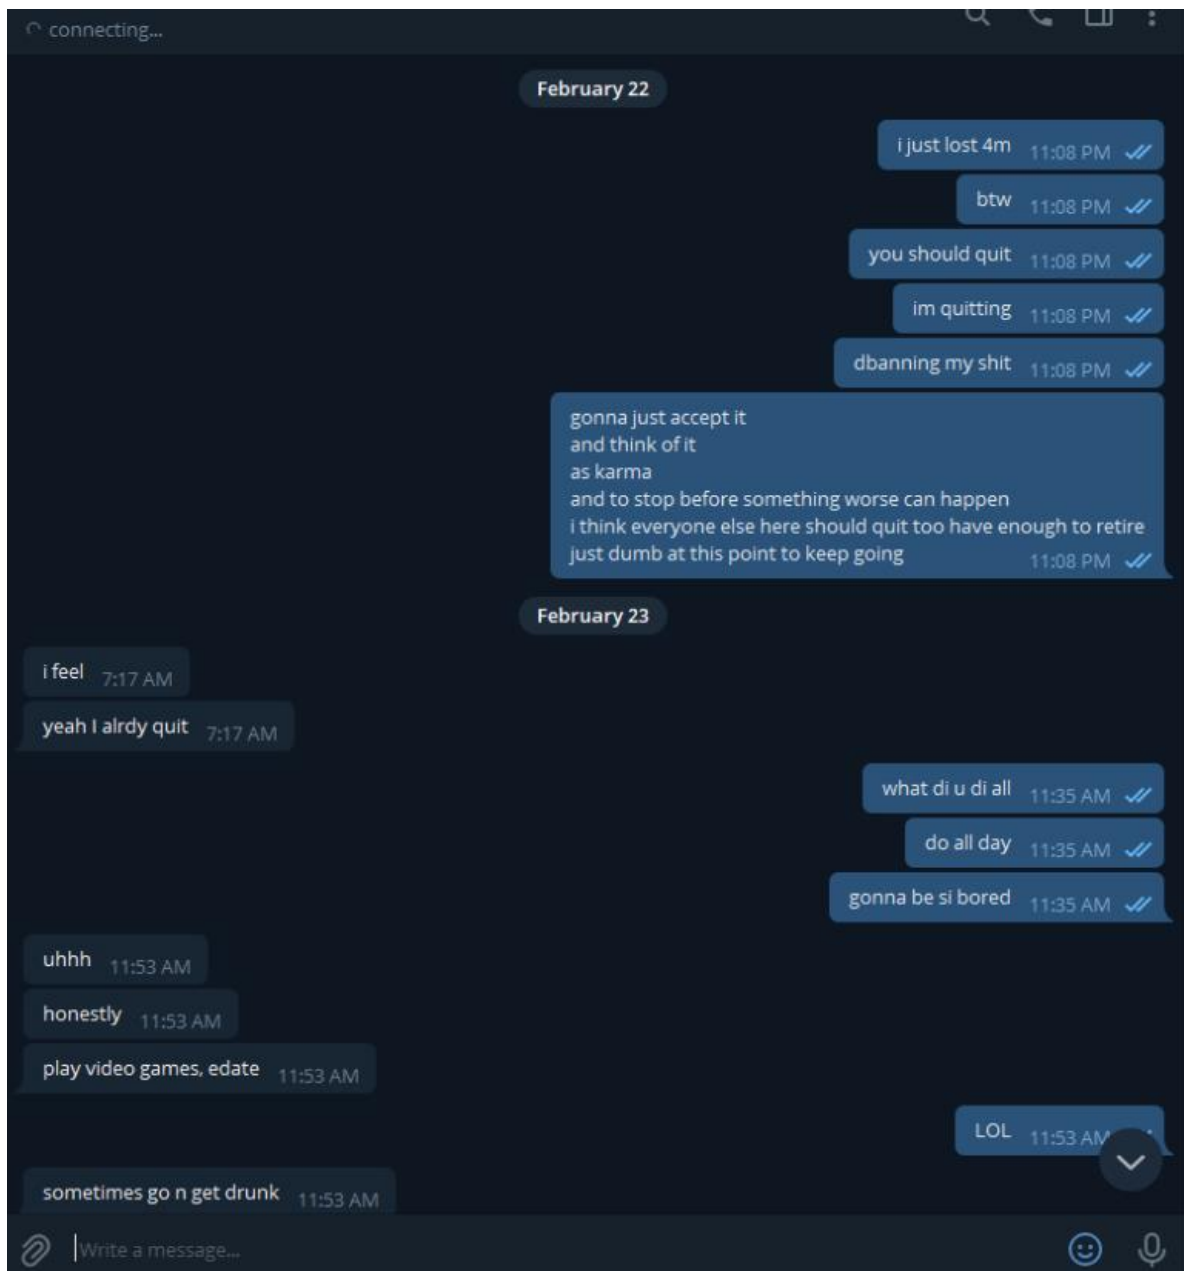 connecting...
February 22
i just lost 4m 11:08 PM
btw 11:08 PM
you should quit 11:08 PM
im quitting 11:08 PM
dbanning my shit 11:08 PM
gonna just accept it
and think of it
as karma
and to stop before something worse can happen
i think everyone else here should quit too have enough to retire
just dumb at this point to keep going 11:08 PM
February 23
i feel 7:17 AM
yeah I alrdy quit 7:17 AM
what di u di all 11:35 AM
do all day 11:35 AM
gonna be si bored 11:35 AM
uhhh 11:53 AM
honestly 11:53 AM
play video games, edate 11:53 AM
LOL 11:53 AM
sometimes go n get drunk 11:53 AM
Write a message...